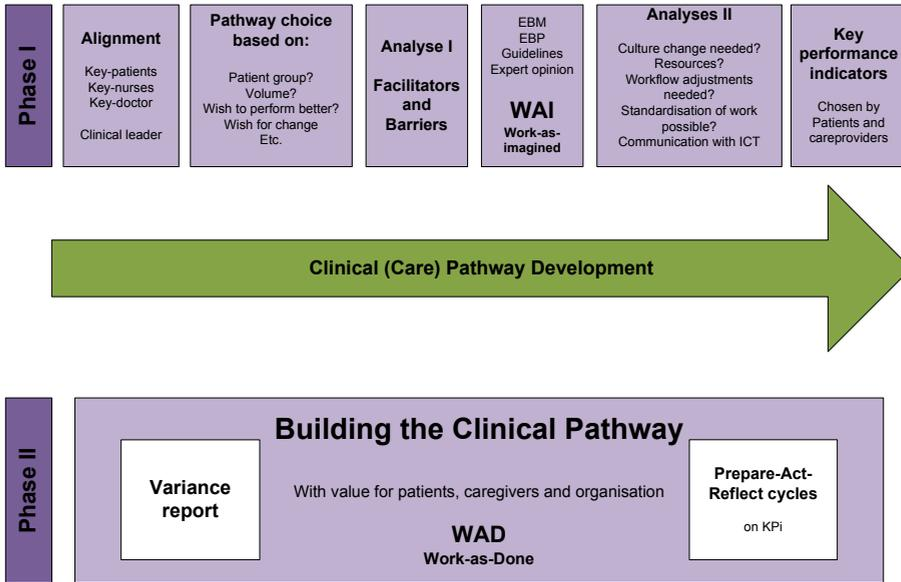 Phase I
Alignment
Key-patients
Key-nurses
Key-doctor
Clinical leader
Pathway choice
based on:
Patient group?
Volume?
Wish to perform better?
Wish for change
Etc.
Analyse I
Facilitators
and
Barriers
EBM
EBP
Guidelines
Expert opinion
WAI
Work-as-
imagined
Analyses II
Culture change needed?
Resources?
Workflow adjustments
needed?
Standardisation of work
possible?
Communication with ICT
Key
performance
indicators
Chosen by
Patients and
careproviders
Clinical (Care) Pathway Development
Phase II
Building the Clinical Pathway
Variance
report
With value for patients, caregivers and organisation
WAD
Work-as-Done
Prepare-Act-
Reflect cycles
on KPi